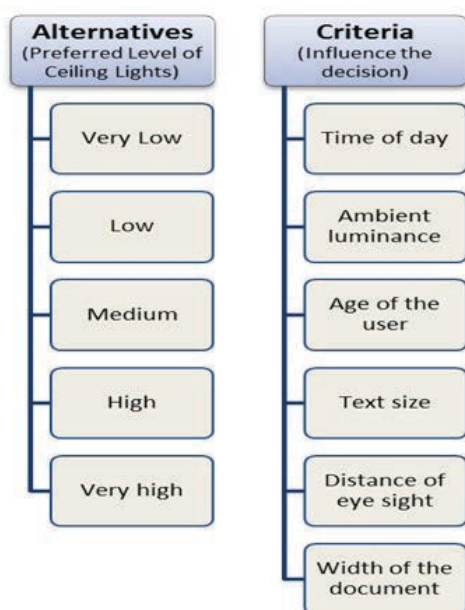 Alternatives
(Preferred Level of
Ceiling Lights)
Very Low
Low
Medium
High
Very high
Criteria
(Influence the
decision)
Time of day
Ambient
luminance
Age of the
user
Text size
Distance of
eye sight
Width of the
document